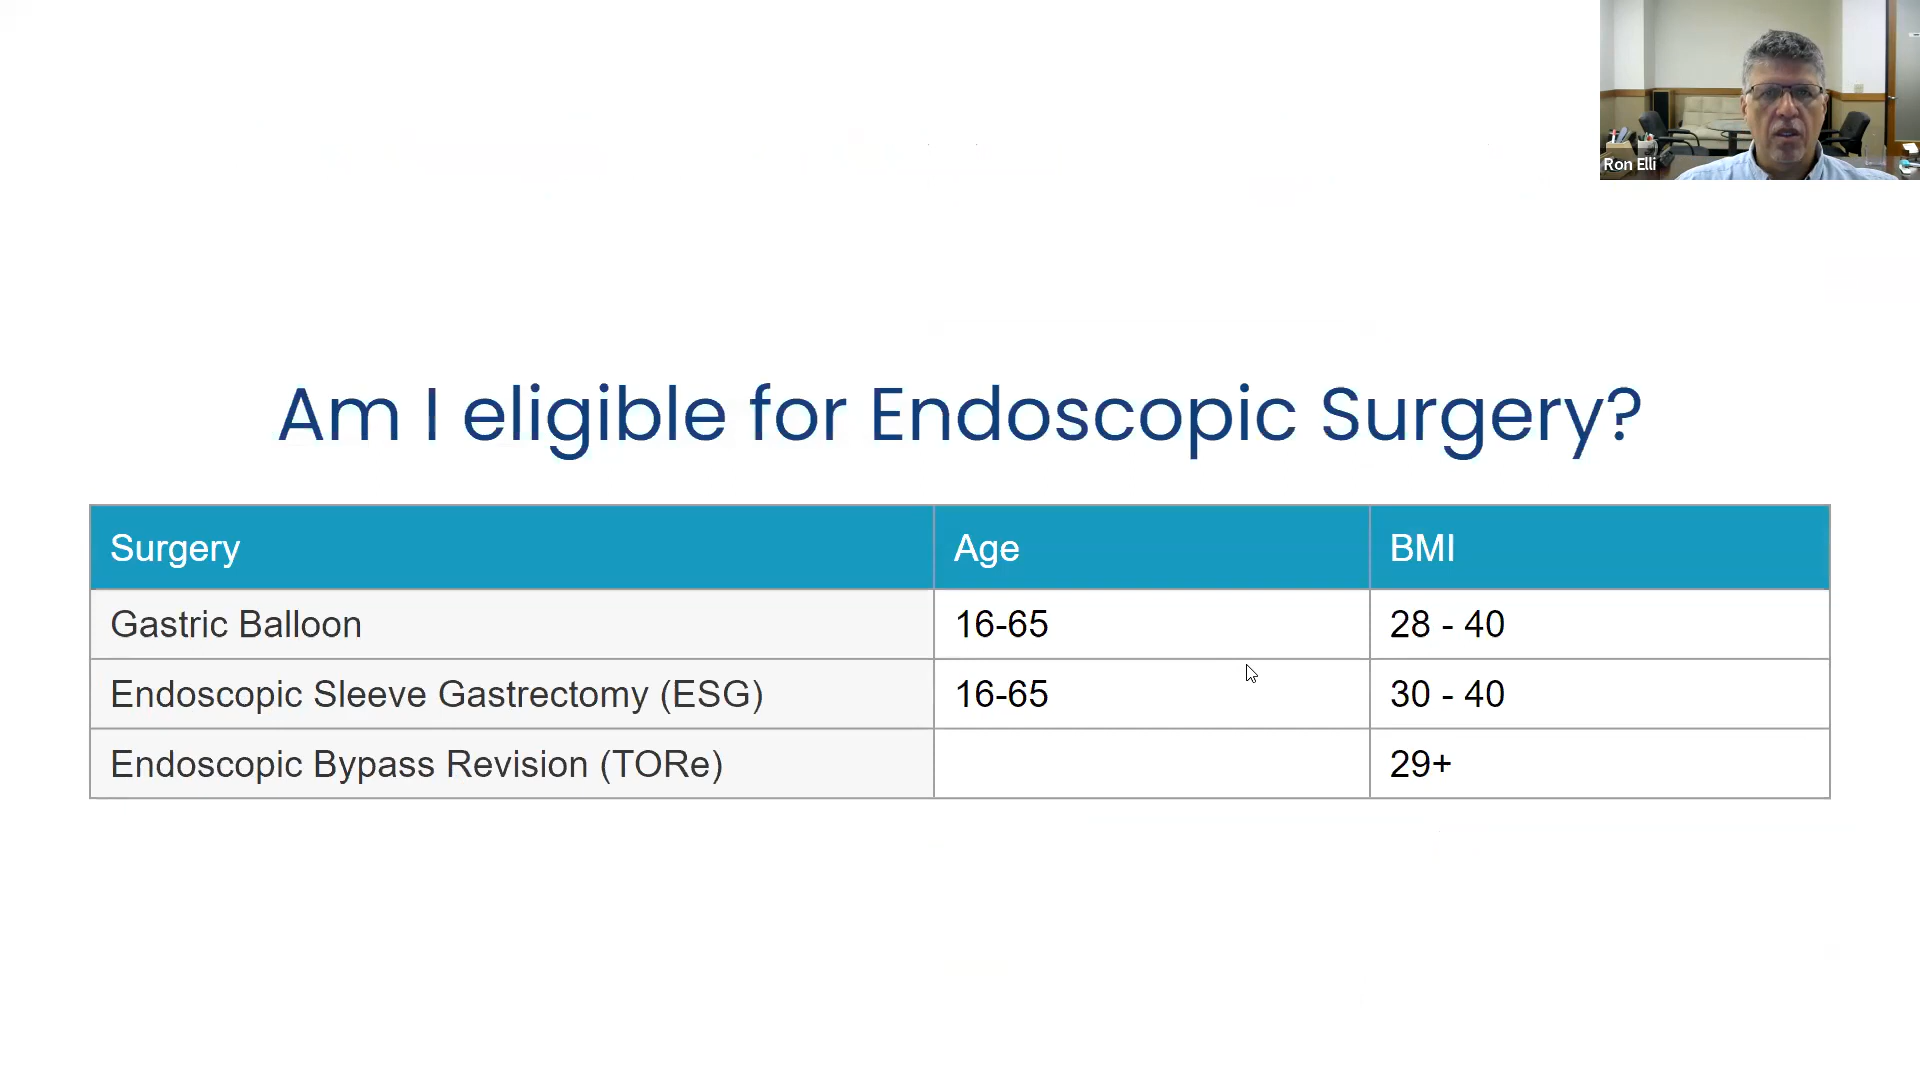 Ron Elli
Am I eligible for Endoscopic Surgery?
Surgery Age BMI
Gastric Balloon 16-65 28 - 40
Endoscopic Sleeve Gastrectomy (ESG) 16-65 30 - 40
Endoscopic Bypass Revision (TORe) 29+